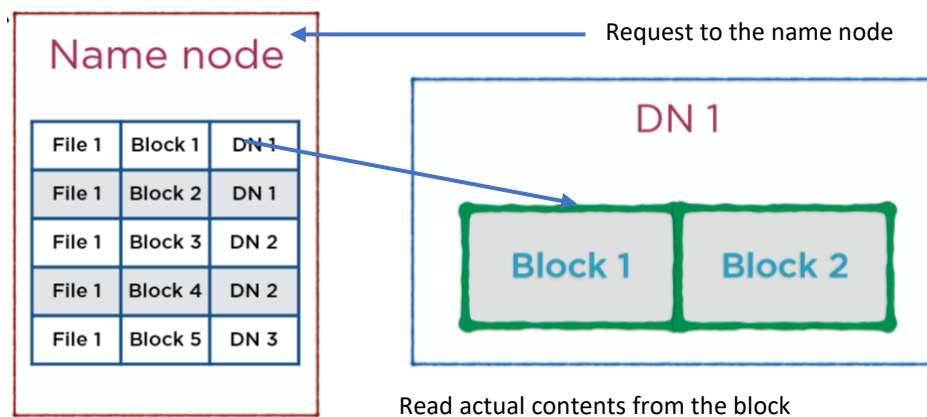 Request to the name node
Name node
File 1 Block 1 DN 1
File 1 Block 2 DN 1
File 1 Block 3 DN 2
File 1 Block 4 DN 2
File 1 Block 5 DN 3
DN 1
Block 1 Block 2
Read actual contents from the block